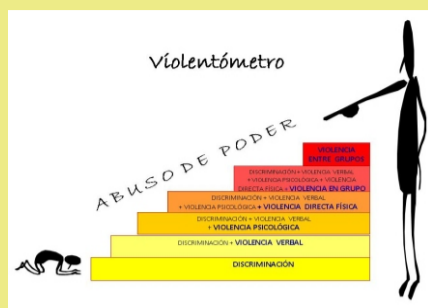 Violentómetro
ABUSO DE PODER
VIOLENCIA
ENTRE GRUPOS
DISCRIMINACIÓN + VIOLENCIA VERBAL
+ VIOLENCIA PSICOLÓGICA + VIOLENCIA
DIRECTA FÍSICA + VIOLENCIA EN GRUPO
DISCRIMINACIÓN + VIOLENCIA VERBAL
+ VIOLENCIA PSICOLÓGICA + VIOLENCIA DIRECTA FÍSICA
DISCRIMINACIÓN + VIOLENCIA VERBAL
+ VIOLENCIA PSICOLÓGICA
DISCRIMINACIÓN + VIOLENCIA VERBAL
DISCRIMINACIÓN